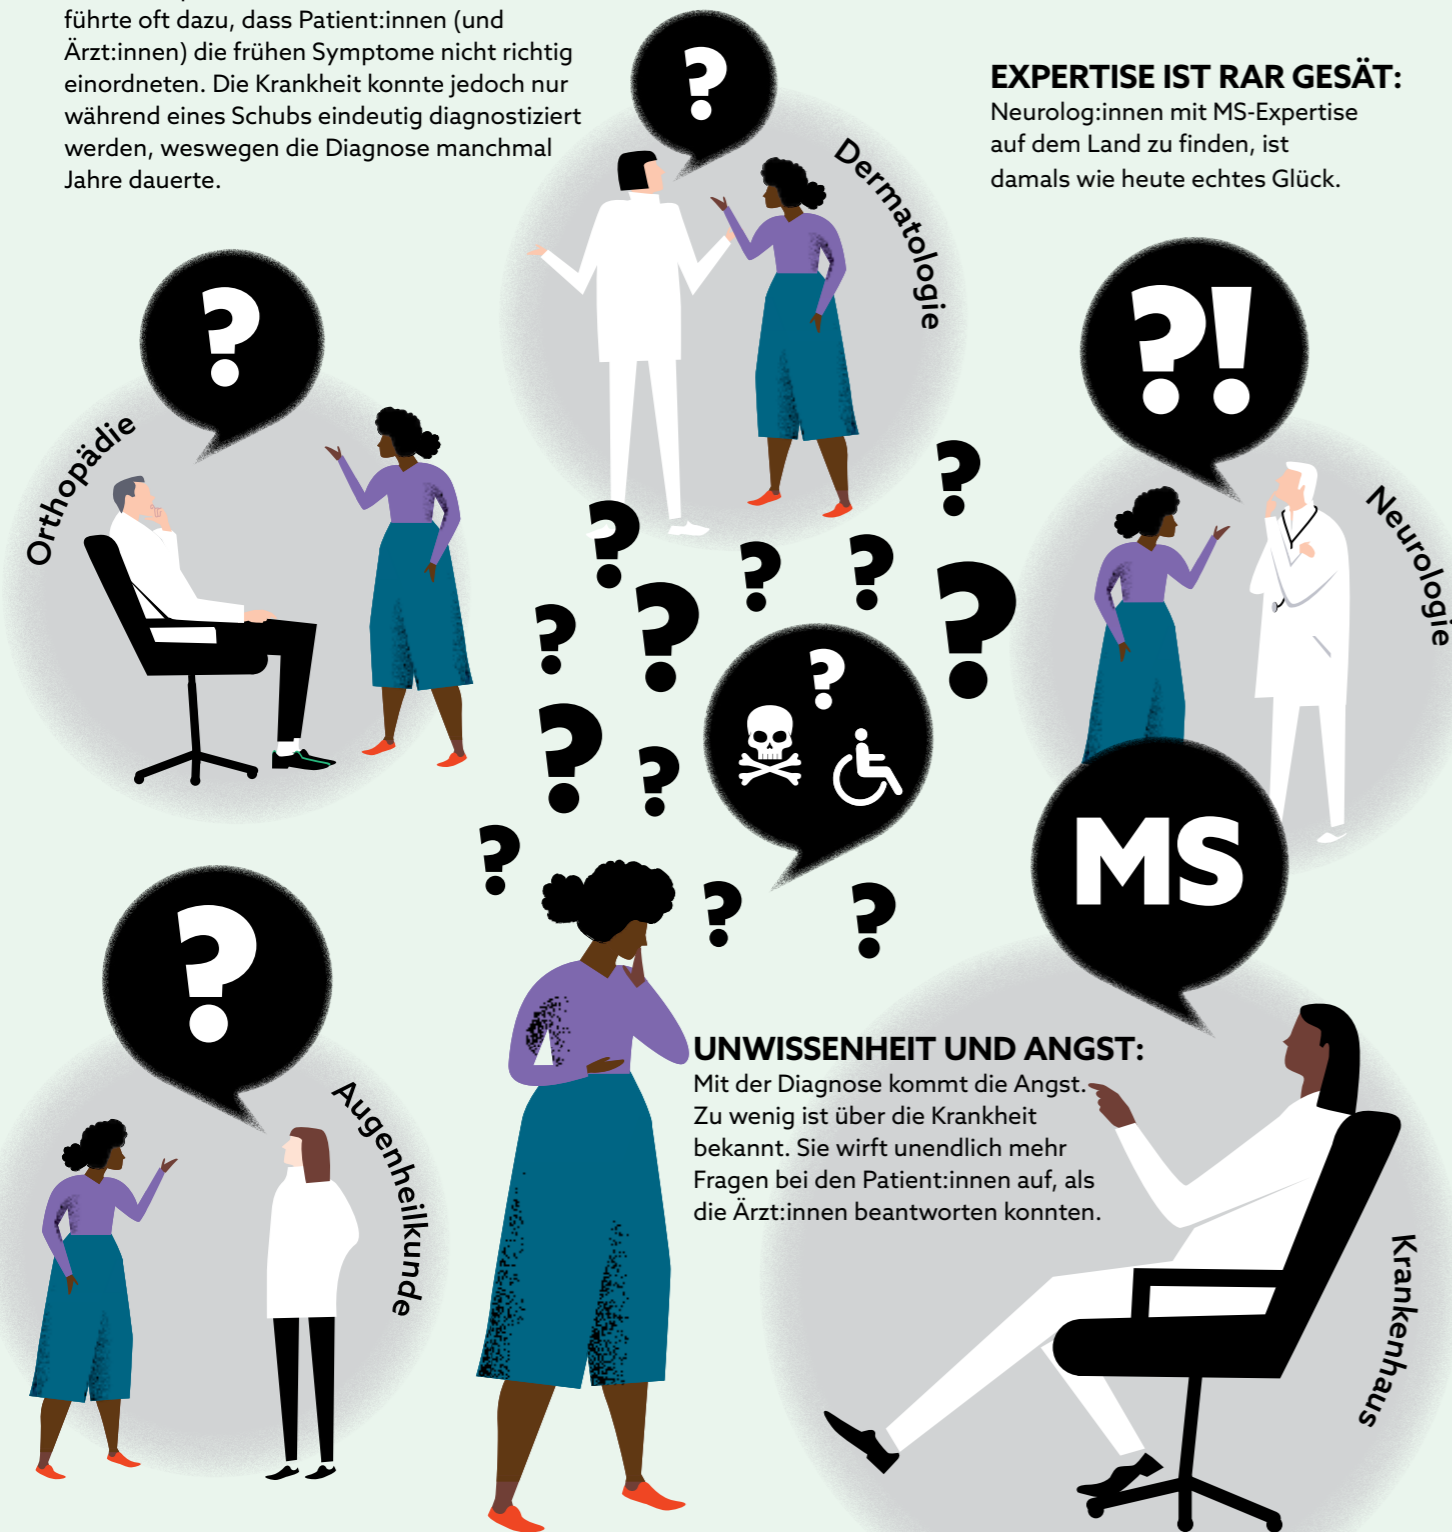 führte oft dazu, dass Patient:innen (und
Ärzt:innen) die frühen Symptome nicht richtig
einordneten. Die Krankheit konnte jedoch nur
während eines Schubs eindeutig diagnostiziert
werden, weswegen die Diagnose manchmal
Jahre dauerte.
?
Dermatologie
EXPERTISE IST RAR GESÄT:
Neurolog:innen mit MS-Expertise
auf dem Land zu finden, ist
damals wie heute echtes Glück.
?
Orthopädie
?!
Neurologie
?
?
?
?
?
?
?
?
?
?
?
?
?
?
MS
?
Augenheilkunde
UNWISSENHEIT UND ANGST:
Mit der Diagnose kommt die Angst.
Zu wenig ist über die Krankheit
bekannt. Sie wirft unendlich mehr
Fragen bei den Patient:innen auf, als
die Ärzt:innen beantworten konnten.
Krankenhaus